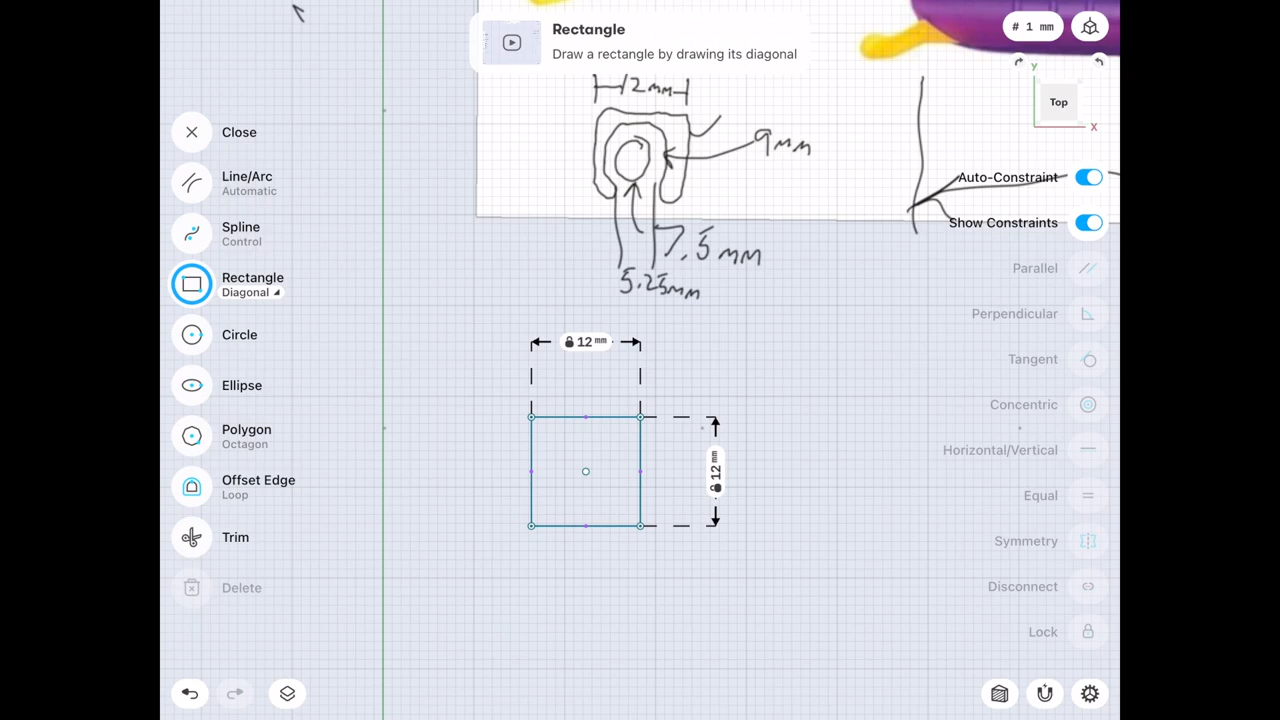 Rectangle
Draw a rectangle by drawing its diagonal
# 1 mm
Y
Top
X
12mm
9mm
7.5mm
5.25mm
Close
Line/Arc
Automatic
Spline
Control
Rectangle
Diagonal
Circle
Ellipse
Polygon
Octagon
Offset Edge
Loop
Trim
Delete
12 mm
12 mm
Auto-Constraint
Show Constraints
Parallel
Perpendicular
Tangent
Concentric
Horizontal/Vertical
Equal
Symmetry
Disconnect
Lock